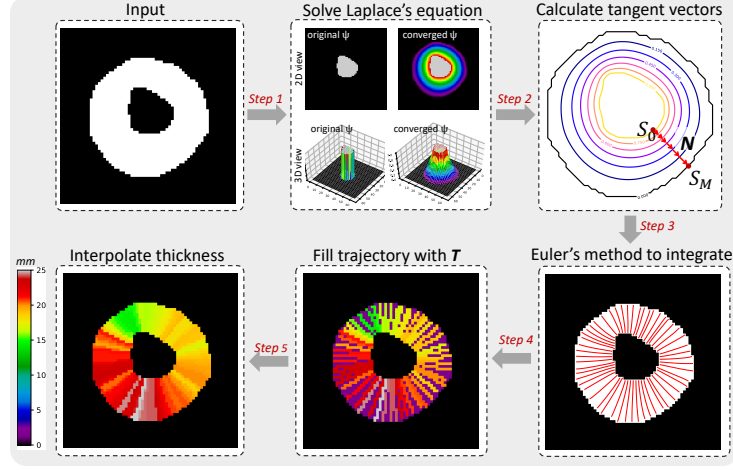 Input
Solve Laplace's equation
Calculate tangent vectors
original ψ
converged ψ
2D view
Step 1
Step 2
original ψ
converged ψ
3D view
S₀
N
S_M
Step 3
mm
Interpolate thickness
Fill trajectory with T
Euler's method to integrate
25
20
15
10
5
0
Step 5
Step 4